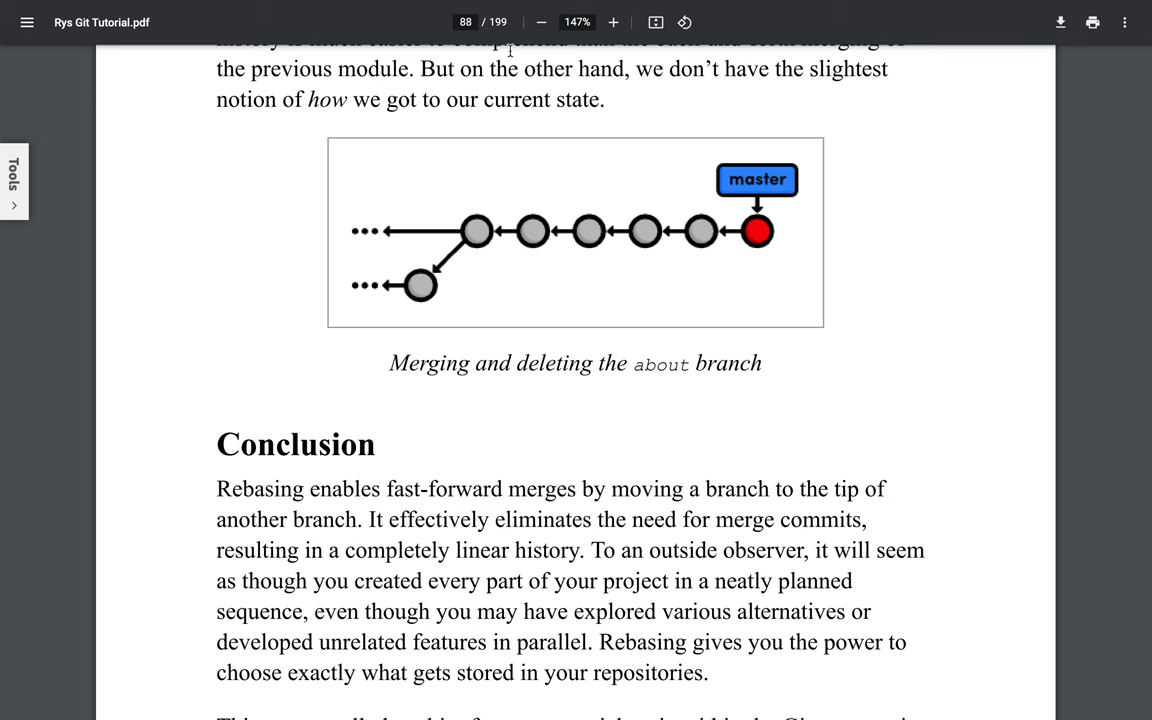 Rys Git Tutorial.pdf
88 / 199
147%
Tools
the previous module. But on the other hand, we don’t have the slightest
notion of how we got to our current state.
master
Merging and deleting the about branch
Conclusion
Rebasing enables fast-forward merges by moving a branch to the tip of
another branch. It effectively eliminates the need for merge commits,
resulting in a completely linear history. To an outside observer, it will seem
as though you created every part of your project in a neatly planned
sequence, even though you may have explored various alternatives or
developed unrelated features in parallel. Rebasing gives you the power to
choose exactly what gets stored in your repositories.